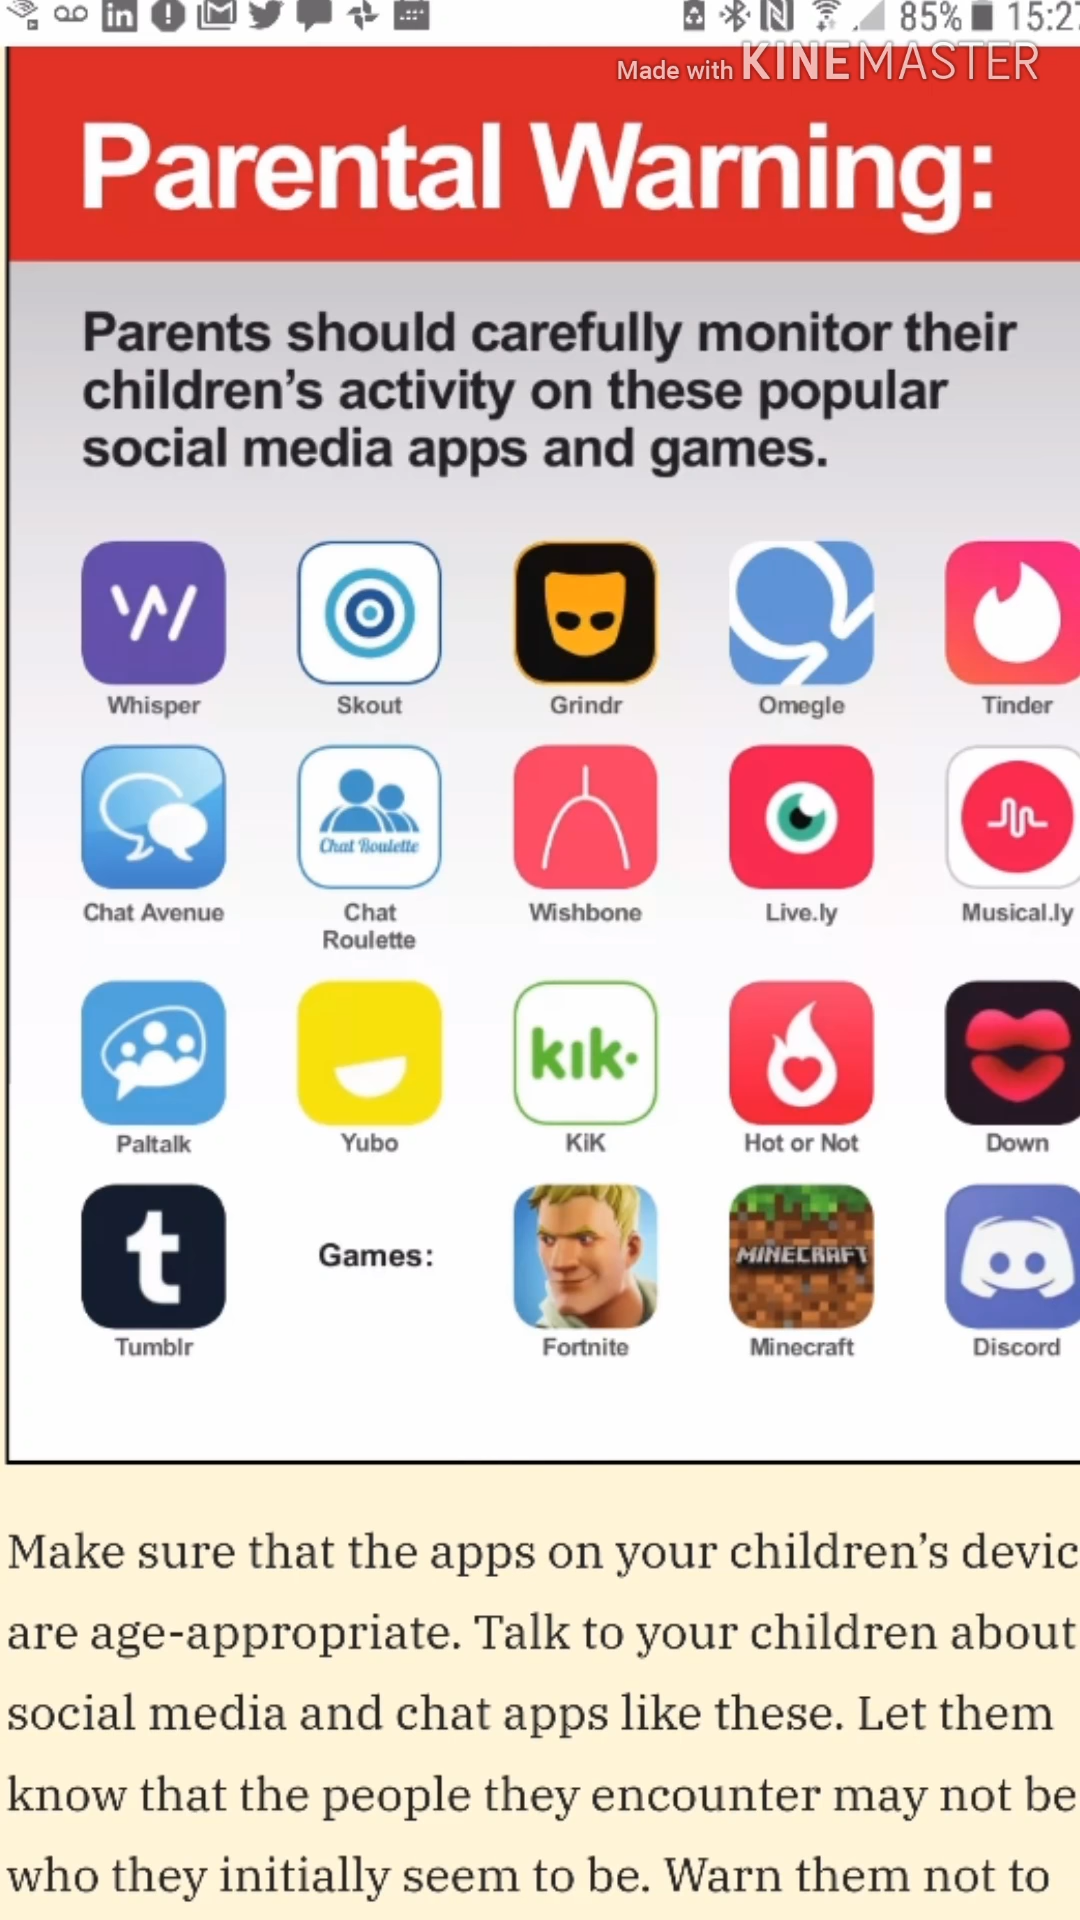 85% 15:27
Made with KINEMASTER
Parental Warning:
Parents should carefully monitor their
children's activity on these popular
social media apps and games.
Whisper Skout Grindr Omegle Tinder
Chat Roulette
Chat Avenue Chat Roulette Wishbone Live.ly Musical.ly
kik.
Paltalk Yubo KiK Hot or Not Down
t
MINECRAFT
Games:
Tumblr Fortnite Minecraft Discord
Make sure that the apps on your children's devic
are age-appropriate. Talk to your children about
social media and chat apps like these. Let them
know that the people they encounter may not be
who they initially seem to be. Warn them not to